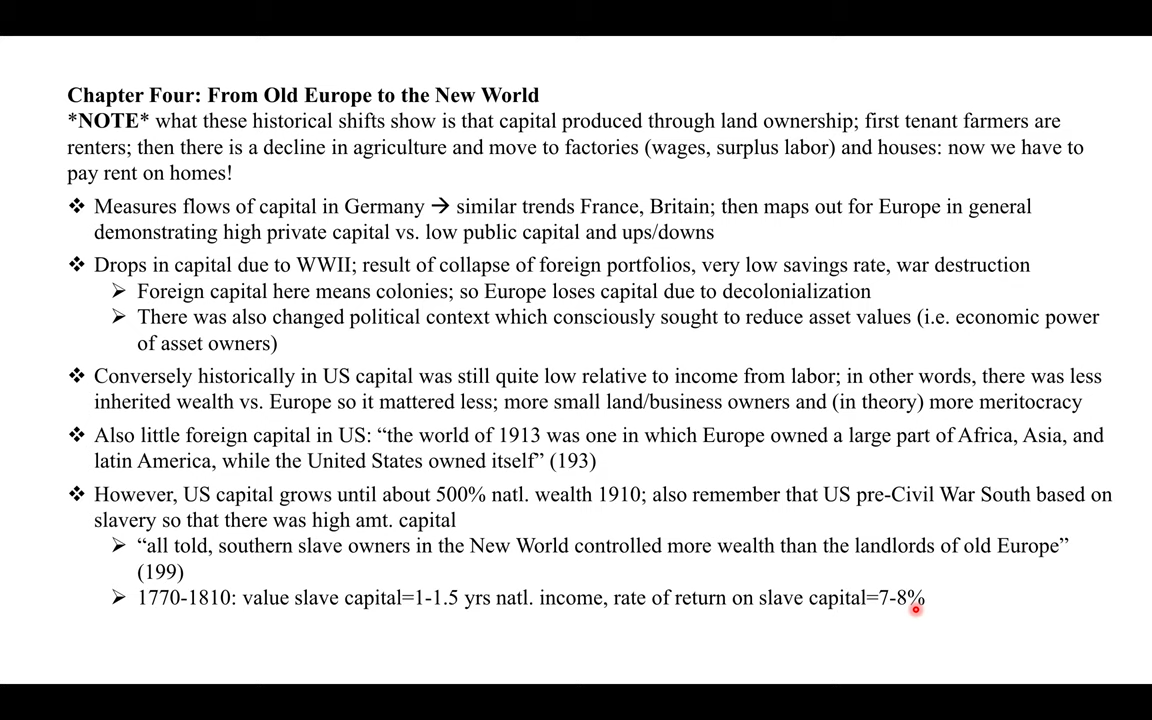 Chapter Four: From Old Europe to the New World
*NOTE* what these historical shifts show is that capital produced through land ownership; first tenant farmers are
renters; then there is a decline in agriculture and move to factories (wages, surplus labor) and houses: now we have to
pay rent on homes!
❖ Measures flows of capital in Germany → similar trends France, Britain; then maps out for Europe in general
demonstrating high private capital vs. low public capital and ups/downs
❖ Drops in capital due to WWII; result of collapse of foreign portfolios, very low savings rate, war destruction
➢ Foreign capital here means colonies; so Europe loses capital due to decolonialization
➢ There was also changed political context which consciously sought to reduce asset values (i.e. economic power
of asset owners)
❖ Conversely historically in US capital was still quite low relative to income from labor; in other words, there was less
inherited wealth vs. Europe so it mattered less; more small land/business owners and (in theory) more meritocracy
❖ Also little foreign capital in US: “the world of 1913 was one in which Europe owned a large part of Africa, Asia, and
latin America, while the United States owned itself” (193)
❖ However, US capital grows until about 500% natl. wealth 1910; also remember that US pre-Civil War South based on
slavery so that there was high amt. capital
➢ “all told, southern slave owners in the New World controlled more wealth than the landlords of old Europe”
(199)
➢ 1770-1810: value slave capital=1-1.5 yrs natl. income, rate of return on slave capital=7-8%